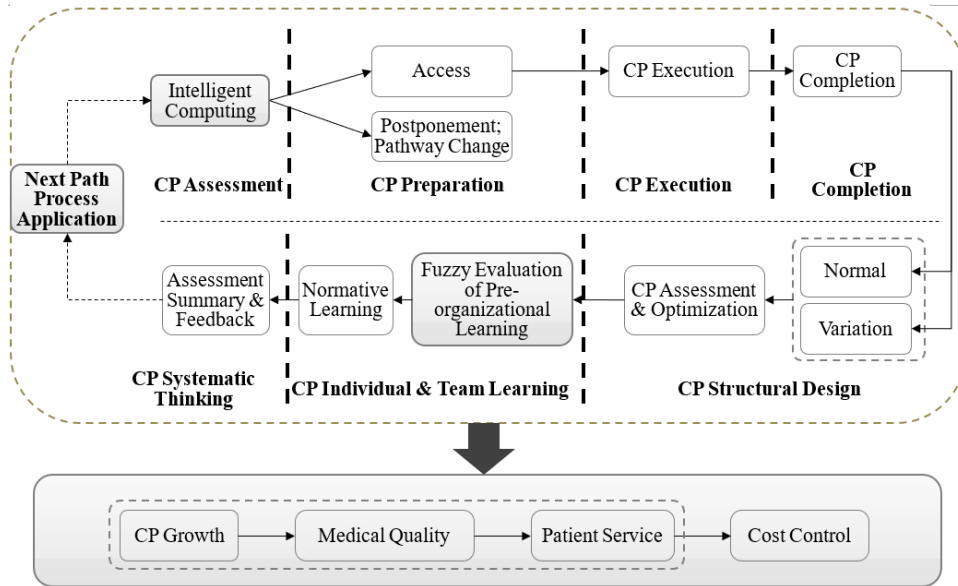 Intelligent
Computing
Access
CP Execution
CP
Completion
Postponement;
Pathway Change
Next Path
Process
Application
CP Assessment
CP Preparation
CP Execution
CP
Completion
Assessment
Summary &
Feedback
Normative
Learning
Fuzzy Evaluation
of Pre-
organizational
Learning
CP Assessment
& Optimization
Normal
Variation
CP Systematic
Thinking
CP Individual & Team Learning
CP Structural Design
CP Growth
Medical Quality
Patient Service
Cost Control